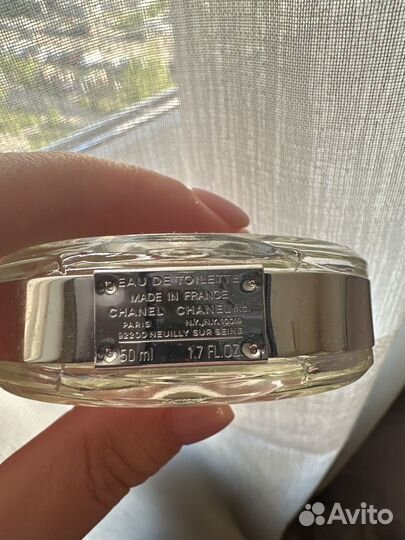 EAU DE TOILETTE
MADE IN FRANCE
CHANEL CHANEL INC.
PARIS N.Y., N.Y. 10019
92200 NEUILLY SUR SEINE
50 ml 1.7 FL.OZ
Avito